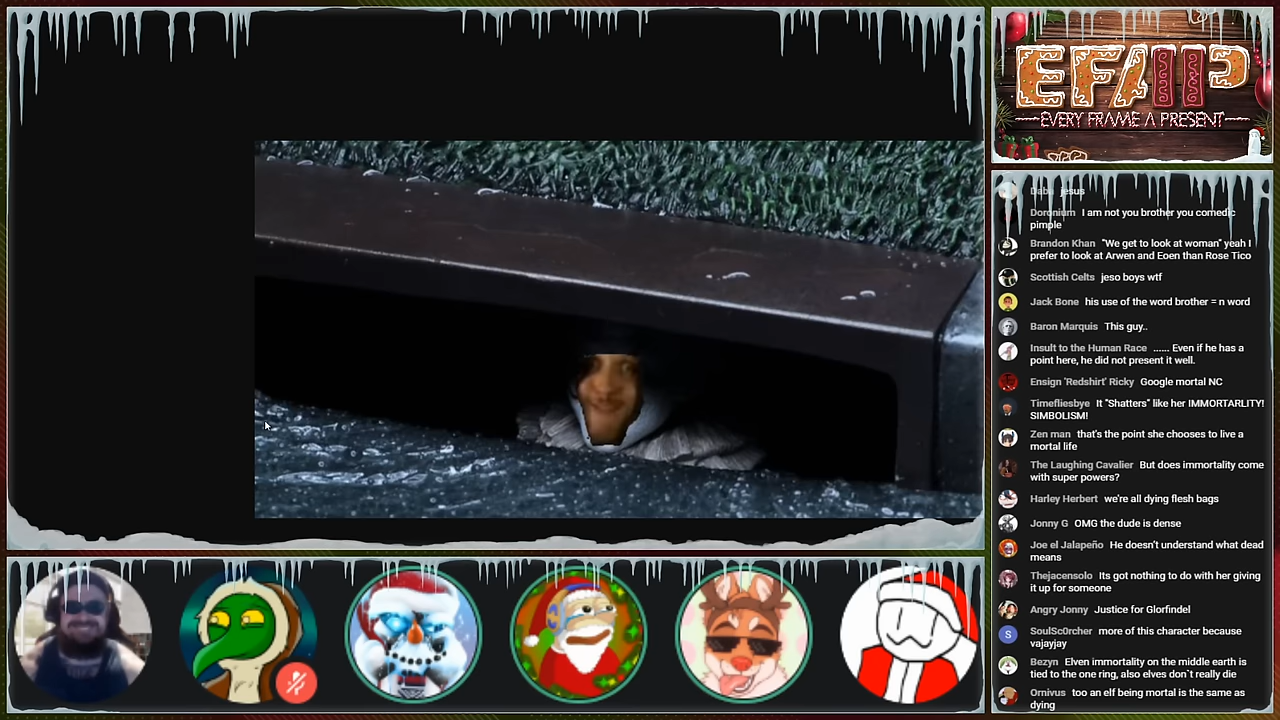 EFAP
EVERY FRAME A PRESENT
Dabu jesus
Doronium I am not you brother you comedic
pimple
Brandon Khan "We get to look at woman" yeah I
prefer to look at Arwen and Eoen than Rose Tico
Scottish Celts jeso boys wtf
Jack Bone his use of the word brother = n word
Baron Marquis This guy..
Insult to the Human Race ...... Even if he has a
point here, he did not present it well.
Ensign 'Redshirt' Ricky Google mortal NC
Timefliesbye It "Shatters" like her IMMORTARLITY!
SIMBOLISM!
Zen man that's the point she chooses to live a
mortal life
The Laughing Cavalier But does immortality come
with super powers?
Harley Herbert we're all dying flesh bags
Jonny G OMG the dude is dense
Joe el Jalapeño He doesn't understand what dead
means
Thejacensolo Its got nothing to do with her giving
it up for someone
Angry Jonny Justice for Glorfindel
S
SoulSc0rcher more of this character because
vajayjay
Bezyn Elven immortality on the middle earth is
tied to the one ring, also elves don`t really die
Ornivus too an elf being mortal is the same as
dying